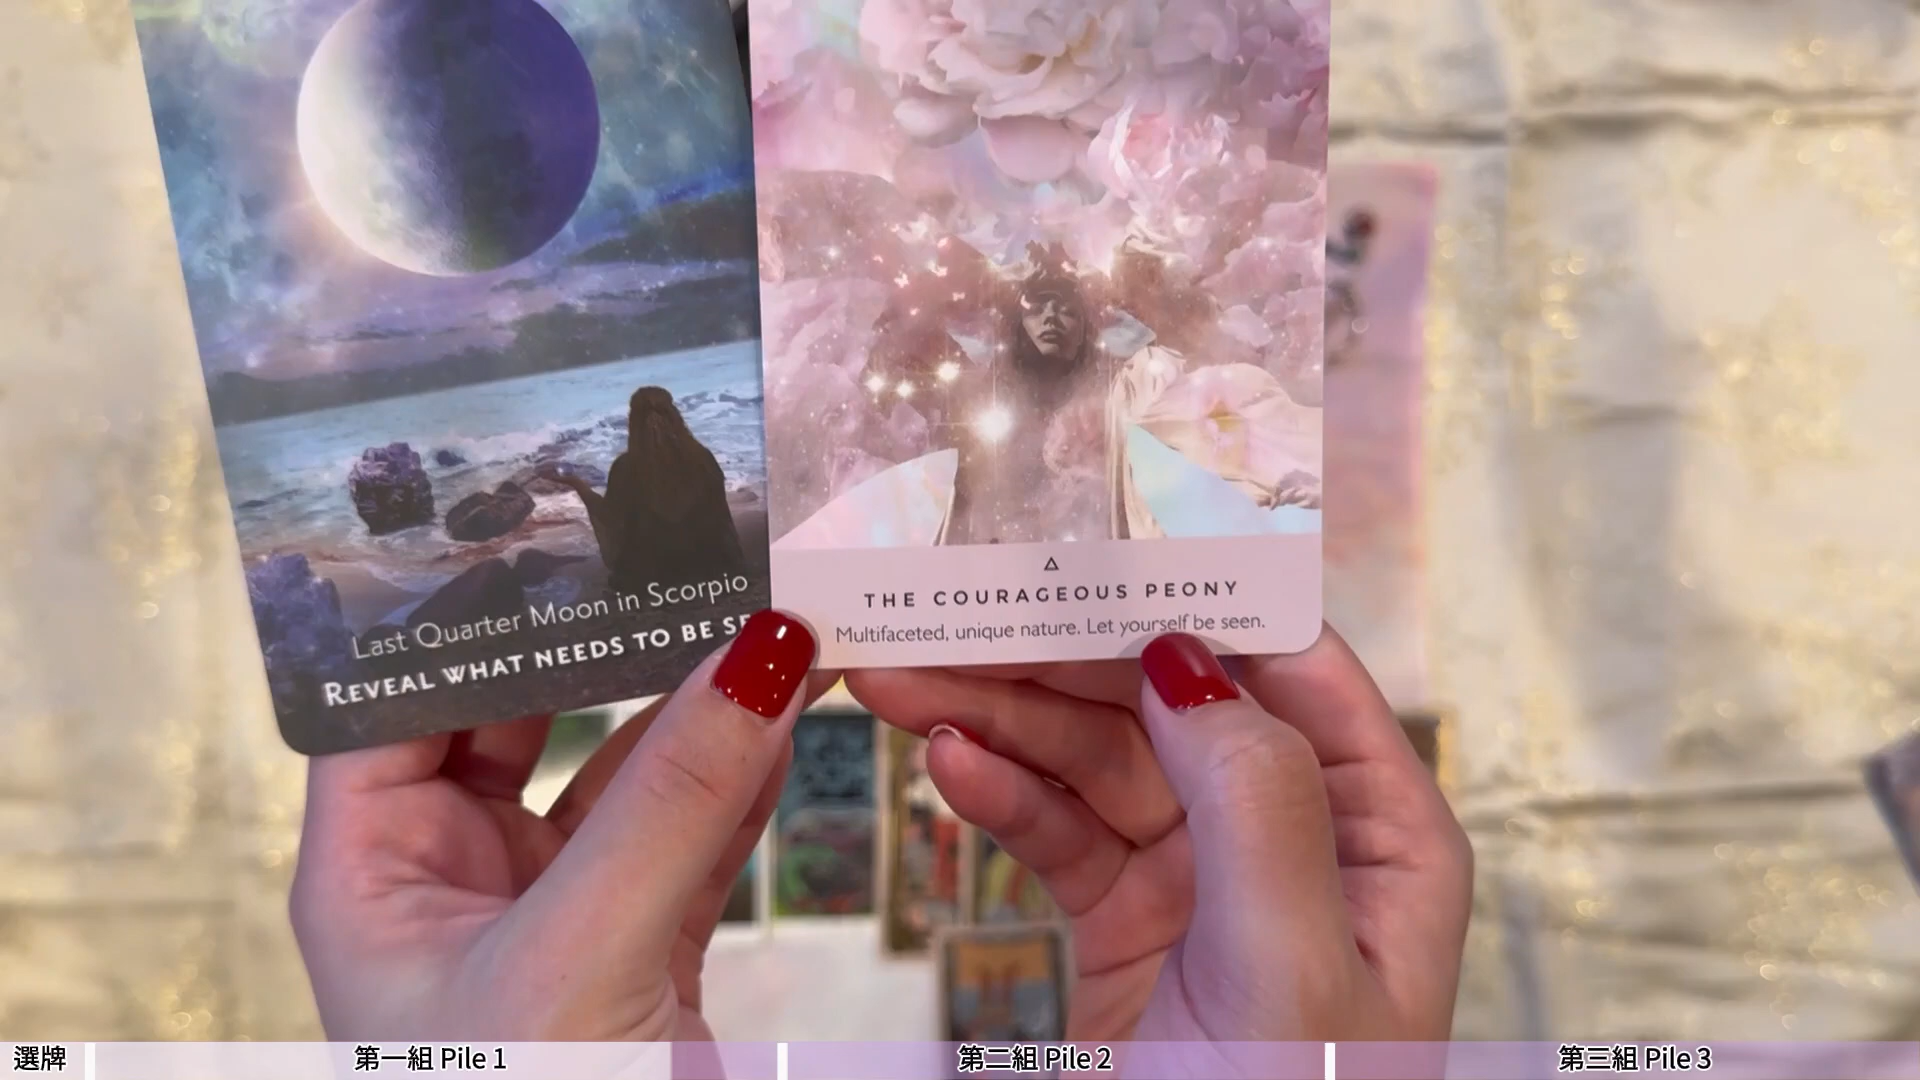 Last Quarter Moon in Scorpio
REVEAL WHAT NEEDS TO BE
THE COURAGEOUS PEONY
Multifaceted, unique nature. Let yourself be seen.
選牌
第一組 Pile 1
第二組 Pile 2
第三組 Pile 3